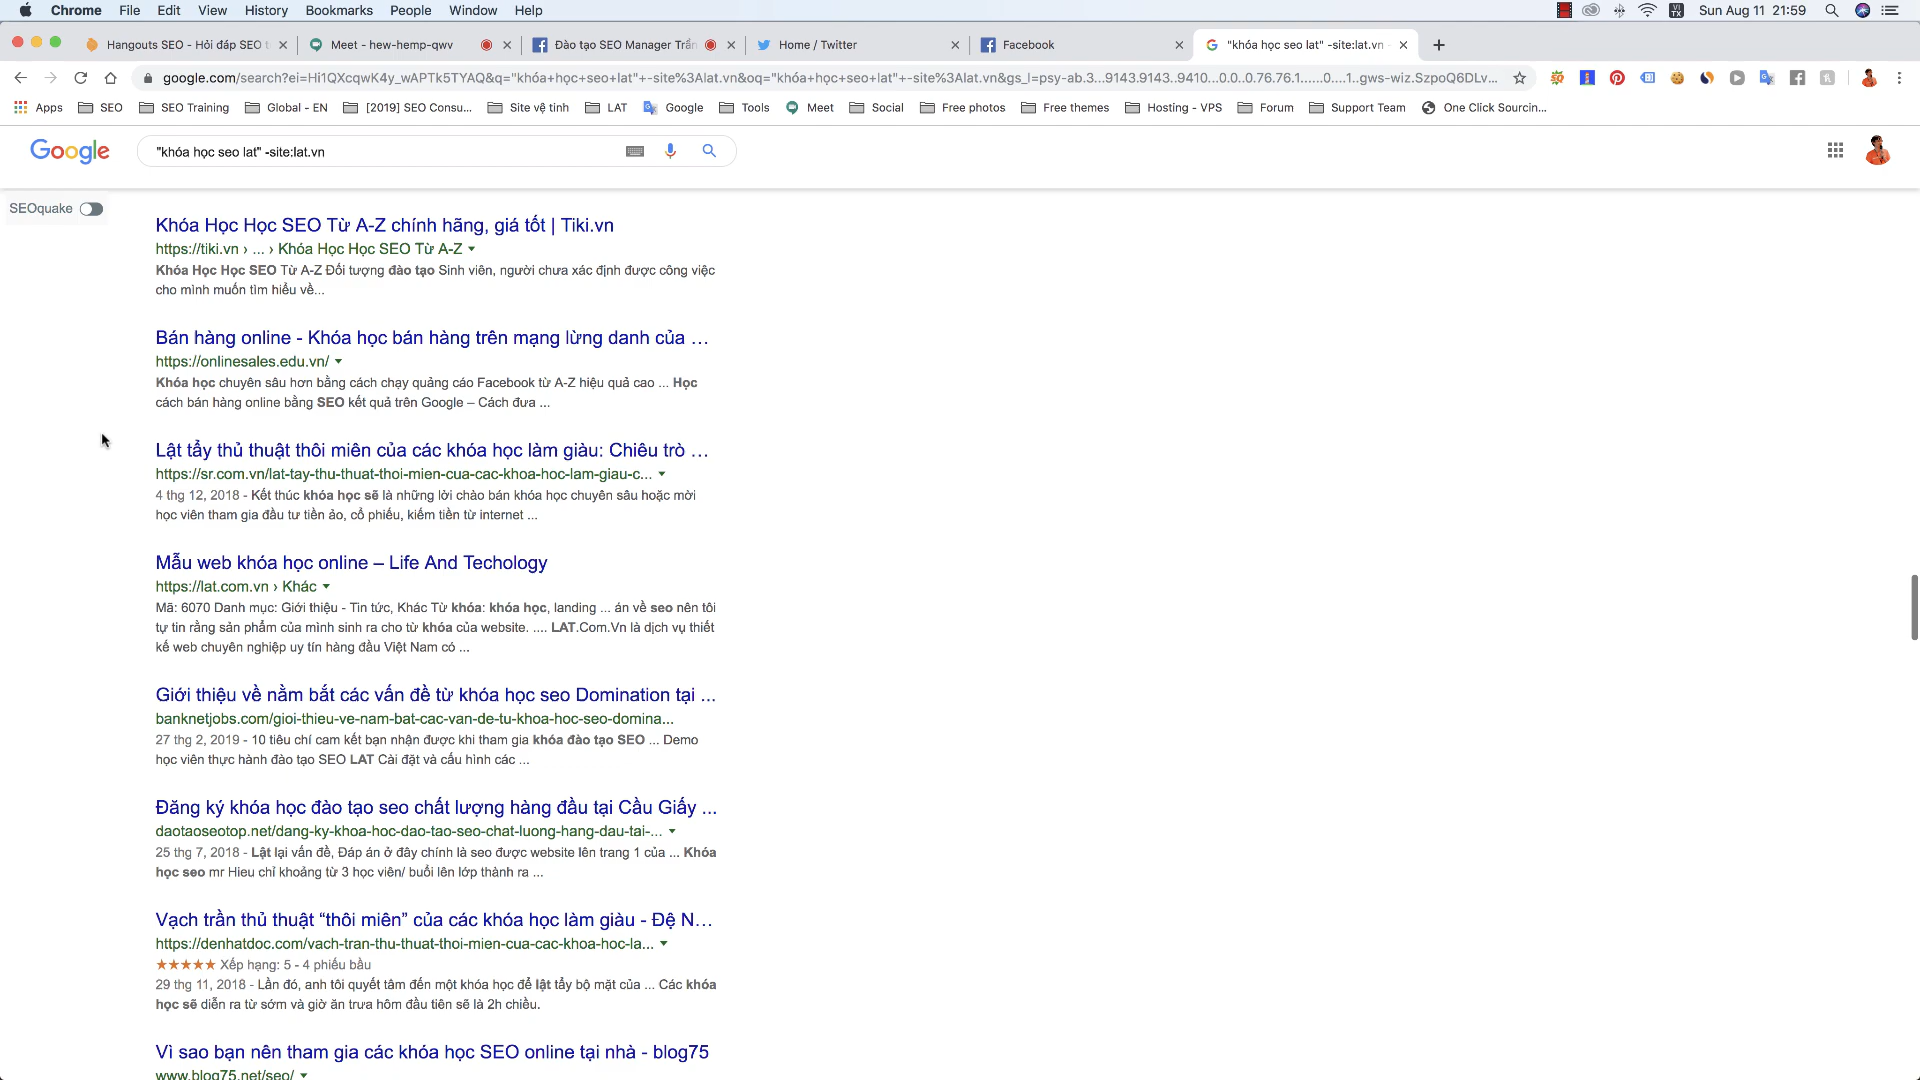 Chrome File Edit View History Bookmarks People Window Help Sun Aug 11 21:59
Hangouts SEO - Hỏi đáp SEO t Meet - hew-hemp-qwv Đào tạo SEO Manager Trần Home / Twitter Facebook "khóa học seo lat" -site:lat.vn -
google.com/search?ei=Hi1QXcqwK4y_wAPTk5TYAQ&q="khóa+học+seo+lat"+-site%3Alat.vn&oq="khóa+học+seo+lat"+-site%3Alat.vn&gs_l=psy-ab.3...9143.9143..9410...0.0..0.76.76.1......0....1..gws-wiz.SzpoQ6DLv...
Apps SEO SEO Training Global - EN [2019] SEO Consu... Site vệ tinh LAT Google Tools Meet Social Free photos Free themes Hosting - VPS Forum Support Team One Click Sourcin...
Google "khóa học seo lat" -site:lat.vn
SEOquake
Khóa Học Học SEO Từ A-Z chính hãng, giá tốt | Tiki.vn
https://tiki.vn › ... › Khóa Học Học SEO Từ A-Z
Khóa Học Học SEO Từ A-Z Đối tượng đào tạo Sinh viên, người chưa xác định được công việc
cho mình muốn tìm hiểu về...
Bán hàng online - Khóa học bán hàng trên mạng lừng danh của ...
https://onlinesales.edu.vn/
Khóa học chuyên sâu hơn bằng cách chạy quảng cáo Facebook từ A-Z hiệu quả cao ... Học
cách bán hàng online bằng SEO kết quả trên Google – Cách đưa ...
Lật tẩy thủ thuật thôi miên của các khóa học làm giàu: Chiêu trò ...
https://sr.com.vn/lat-tay-thu-thuat-thoi-mien-cua-cac-khoa-hoc-lam-giau-c...
4 thg 12, 2018 - Kết thúc khóa học sẽ là những lời chào bán khóa học chuyên sâu hoặc mời
học viên tham gia đầu tư tiền ảo, cổ phiếu, kiếm tiền từ internet ...
Mẫu web khóa học online – Life And Techology
https://lat.com.vn › Khác
Mã: 6070 Danh mục: Giới thiệu - Tin tức, Khác Từ khóa: khóa học, landing ... án về seo nên tôi
tự tin rằng sản phẩm của mình sinh ra cho từ khóa của website. .... LAT.Com.Vn là dịch vụ thiết
kế web chuyên nghiệp uy tín hàng đầu Việt Nam có ...
Giới thiệu về nằm bắt các vấn đề từ khóa học seo Domination tại ...
banknetjobs.com/gioi-thieu-ve-nam-bat-cac-van-de-tu-khoa-hoc-seo-domina...
27 thg 2, 2019 - 10 tiêu chí cam kết bạn nhận được khi tham gia khóa đào tạo SEO ... Demo
học viên thực hành đào tạo SEO LAT Cài đặt và cấu hình các ...
Đăng ký khóa học đào tạo seo chất lượng hàng đầu tại Cầu Giấy ...
daotaoseotop.net/dang-ky-khoa-hoc-dao-tao-seo-chat-luong-hang-dau-tai-...
25 thg 7, 2018 - Lật lại vấn đề, Đáp án ở đây chính là seo được website lên trang 1 của ... Khóa
học seo mr Hieu chỉ khoảng từ 3 học viên/ buổi lên lớp thành ra ...
Vạch trần thủ thuật “thôi miên” của các khóa học làm giàu - Đệ N...
https://denhatdoc.com/vach-tran-thu-thuat-thoi-mien-cua-cac-khoa-hoc-la...
★★★★★ Xếp hạng: 5 - 4 phiếu bầu
29 thg 11, 2018 - Lần đó, anh tôi quyết tâm đến một khóa học để lật tẩy bộ mặt của ... Các khóa
học sẽ diễn ra từ sớm và giờ ăn trưa hôm đầu tiên sẽ là 2h chiều.
Vì sao bạn nên tham gia các khóa học SEO online tại nhà - blog75
www.blog75.net/seo/